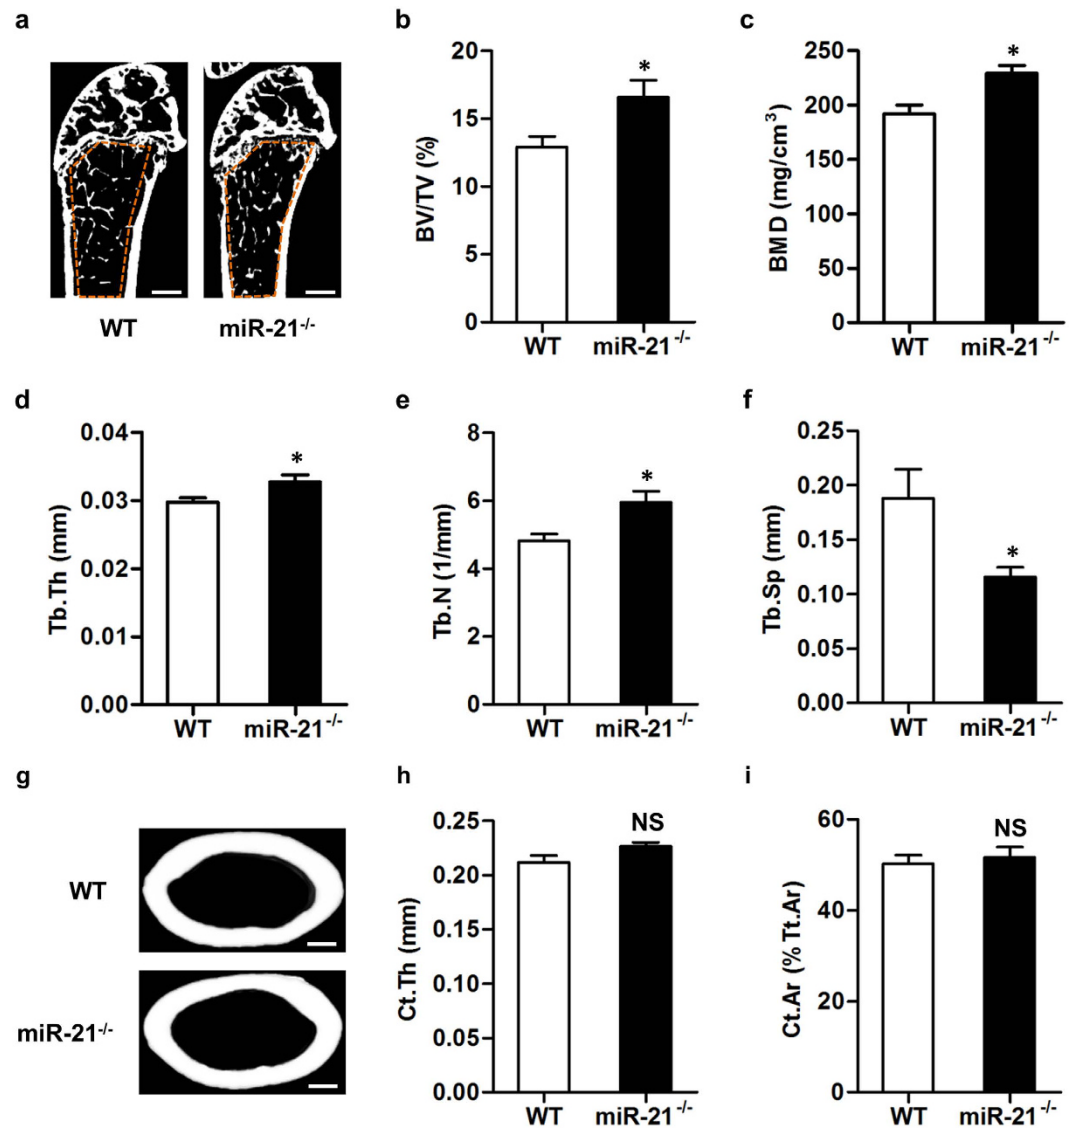 a
WT
miR-21-/-
b
BV/TV (%)
20
15
10
5
0
*
WT
miR-21-/-
c
BMD (mg/cm3)
250
200
150
100
50
0
*
WT
miR-21-/-
d
Tb.Th (mm)
0.04
0.03
0.02
0.01
0.00
*
WT
miR-21-/-
e
Tb.N (1/mm)
8
6
4
2
0
*
WT
miR-21-/-
f
Tb.Sp (mm)
0.25
0.20
0.15
0.10
0.05
0.00
*
WT
miR-21-/-
g
WT
miR-21-/-
h
Ct.Th (mm)
0.25
0.20
0.15
0.10
0.05
0.00
NS
WT
miR-21-/-
i
Ct.Ar (% Tt.Ar)
60
40
20
0
NS
WT
miR-21-/-